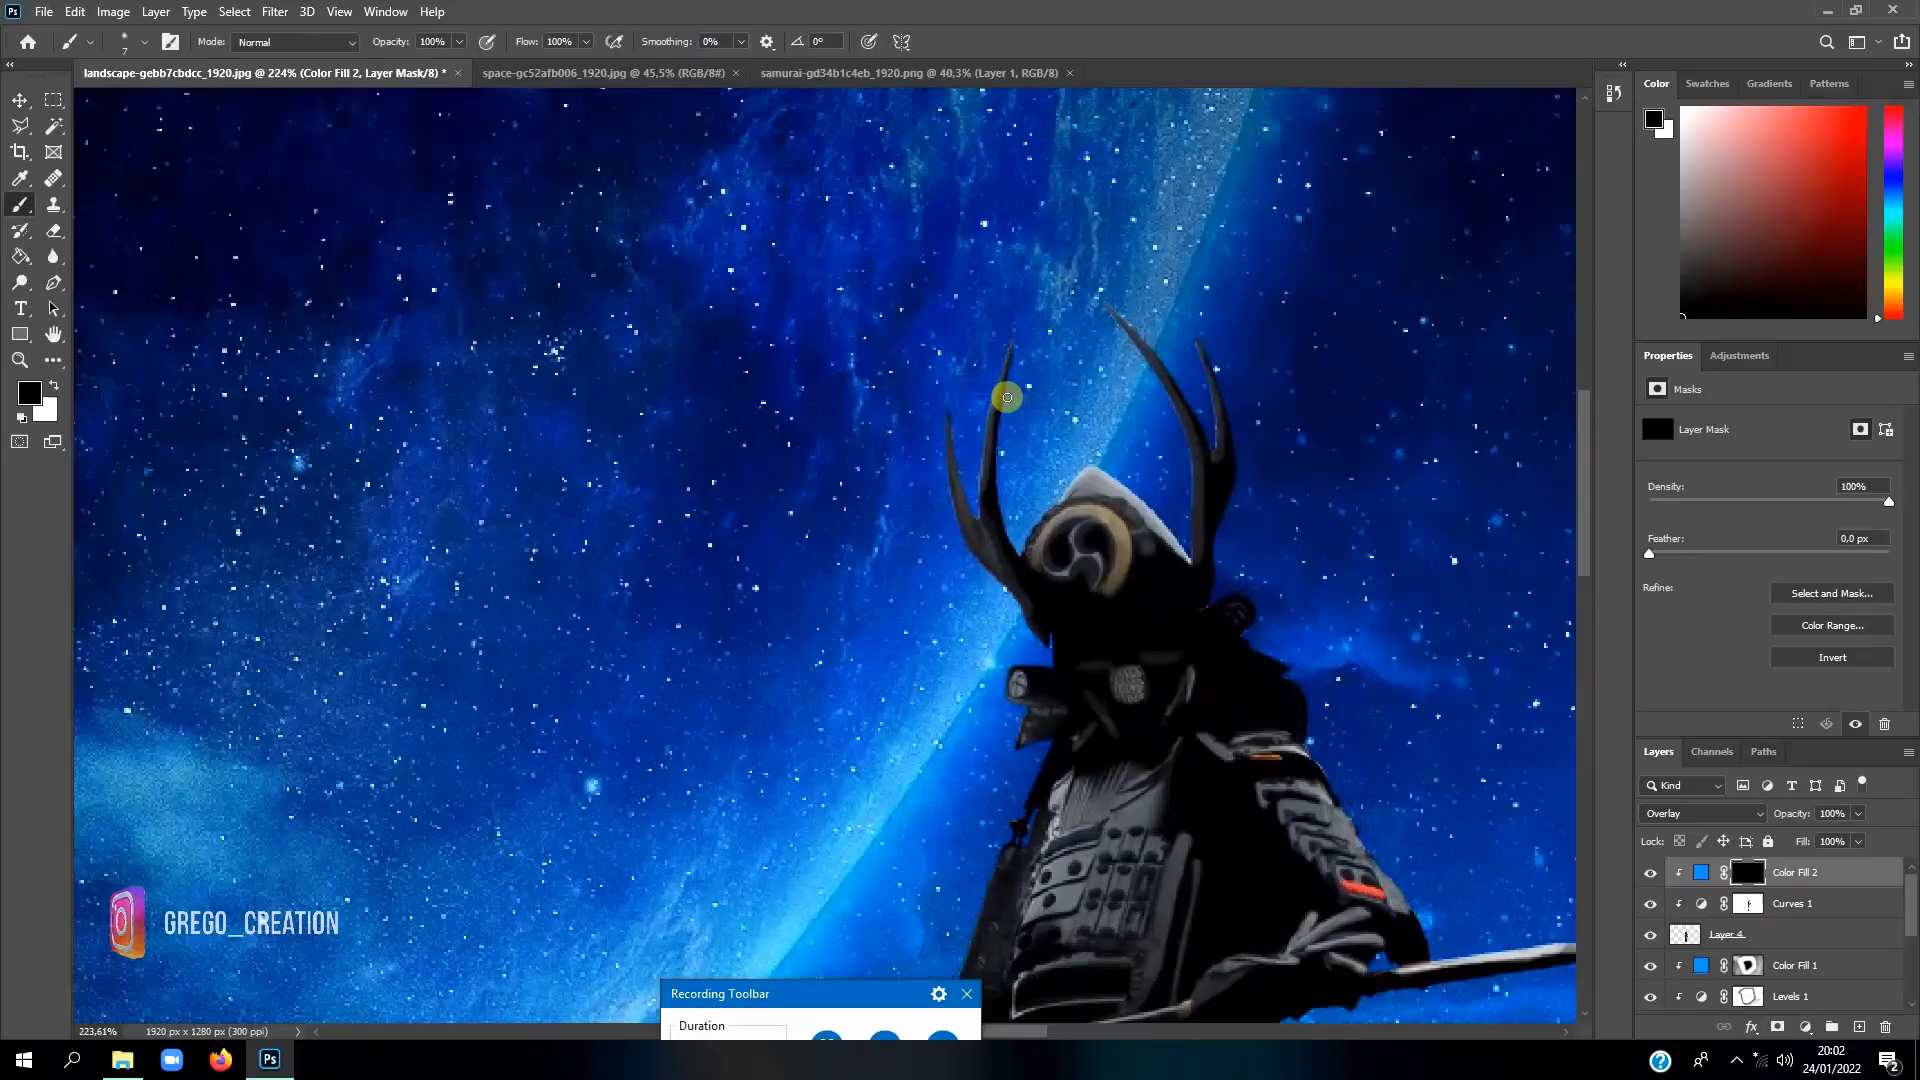 Ps File Edit Image Layer Type Select Filter 3D View Window Help
7 Mode: Normal Opacity: 100% Flow: 100% Smoothing: 0% 0°
landscape-gebb7cbdcc_1920.jpg @ 224% (Color Fill 2, Layer Mask/8) *
space-gc52afb006_1920.jpg @ 45,5% (RGB/8#)
samurai-gd34b1c4eb_1920.png @ 40,3% (Layer 1, RGB/8)
Color Swatches Gradients Patterns
Properties Adjustments
Masks
Layer Mask
Density: 100%
Feather: 0,0 px
Refine: Select and Mask...
Color Range...
Invert
Layers Channels Paths
Kind
Overlay Opacity: 100%
Lock: Fill: 100%
Color Fill 2
Curves 1
Layer 4
Color Fill 1
Levels 1
GREGO_CREATION
Recording Toolbar
Duration
223,61% 1920 px x 1280 px (300 ppi)
Ps
20:02
24/01/2022
2